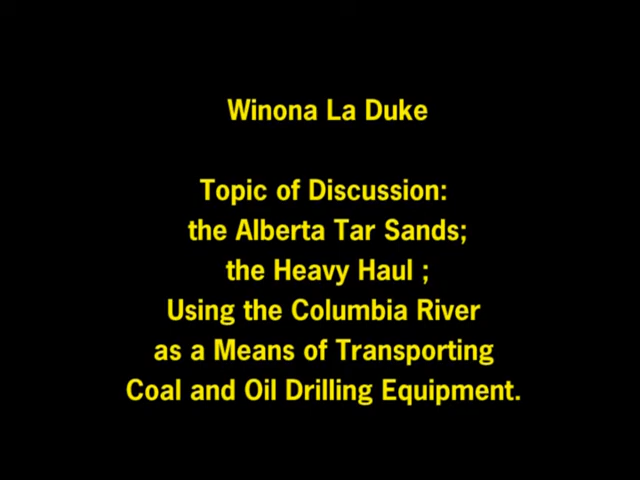 Winona La Duke
Topic of Discussion:
the Alberta Tar Sands;
the Heavy Haul ;
Using the Columbia River
as a Means of Transporting
Coal and Oil Drilling Equipment.